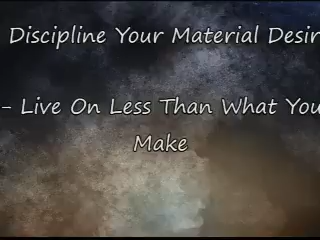 Discipline Your Material Desir
- Live On Less Than What You
Make